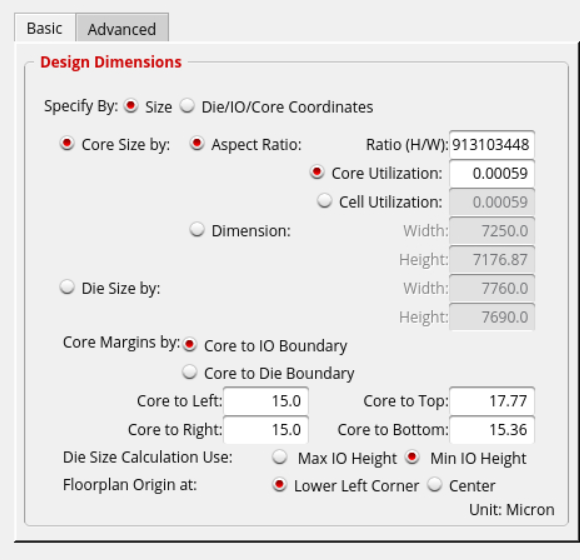 Basic Advanced
Design Dimensions
Specify By: Size Die/IO/Core Coordinates
Core Size by: Aspect Ratio: Ratio (H/W): 913103448
Core Utilization: 0.00059
Cell Utilization: 0.00059
Dimension: Width: 7250.0
Height: 7176.87
Die Size by: Width: 7760.0
Height: 7690.0
Core Margins by: Core to IO Boundary
Core to Die Boundary
Core to Left: 15.0 Core to Top: 17.77
Core to Right: 15.0 Core to Bottom: 15.36
Die Size Calculation Use: Max IO Height Min IO Height
Floorplan Origin at: Lower Left Corner Center
Unit: Micron